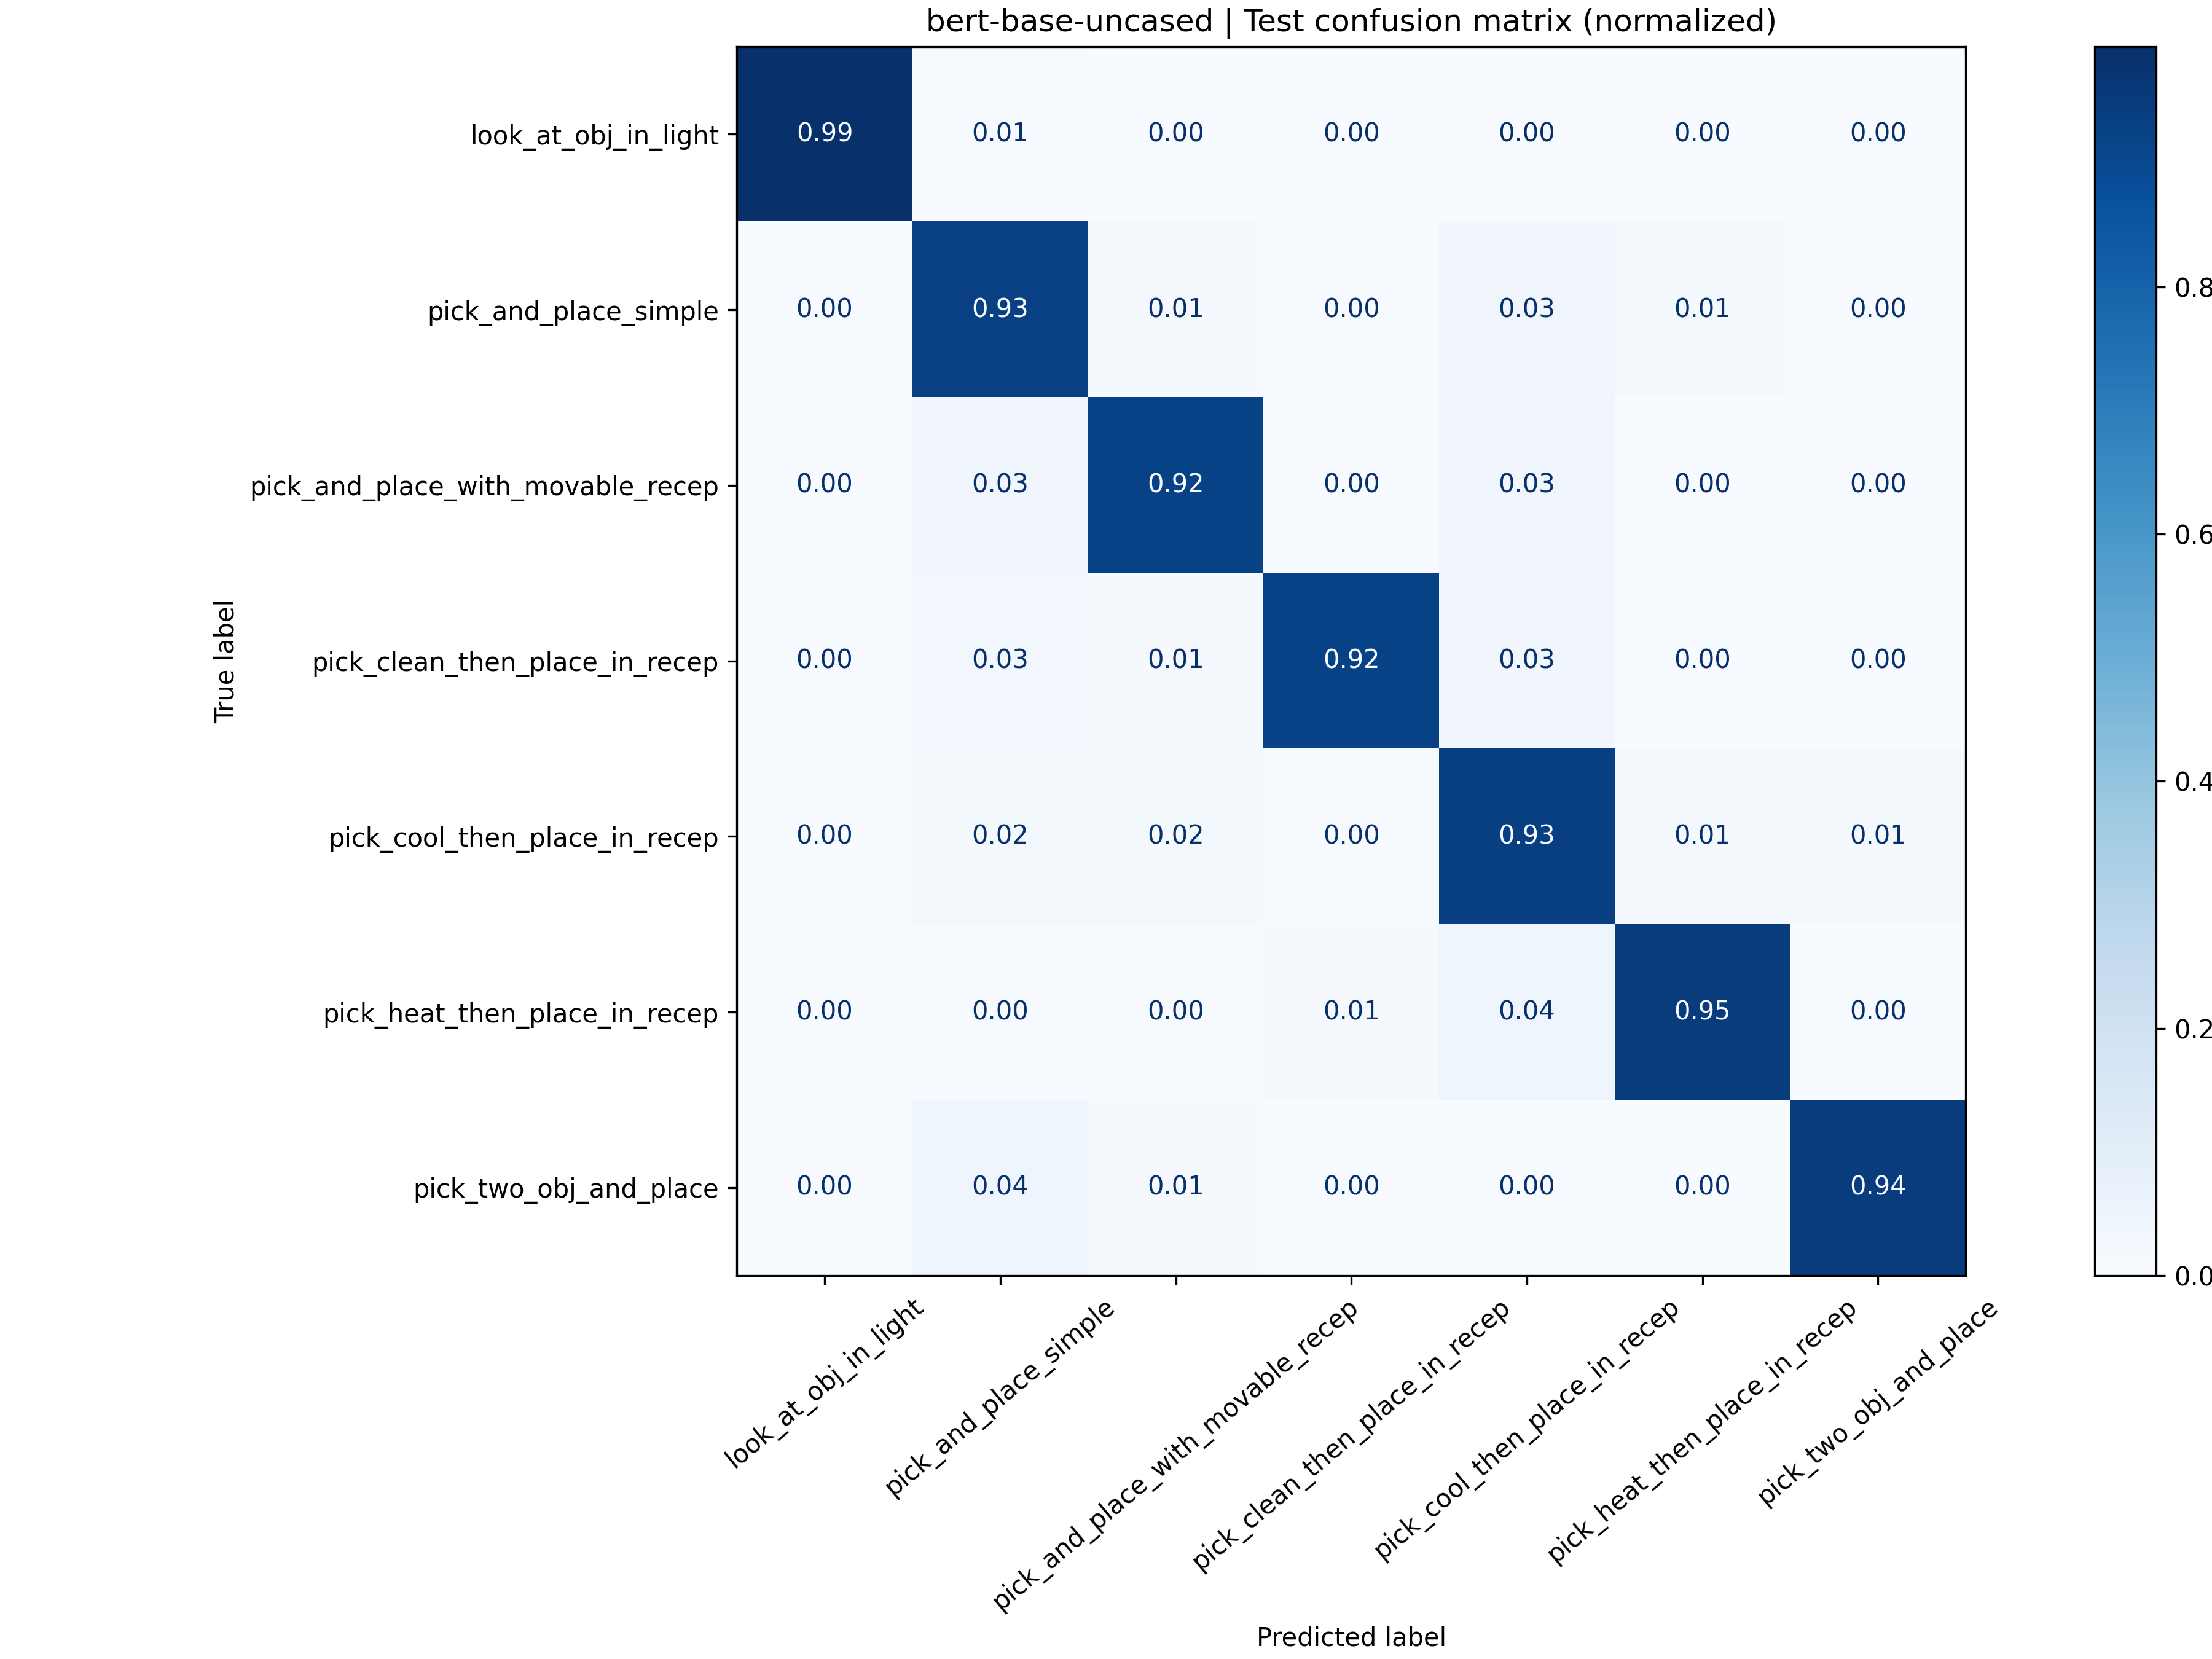 bert-base-uncased | Test confusion matrix (normalized)
look_at_obj_in_light 0.99 0.01 0.00 0.00 0.00 0.00 0.00
pick_and_place_simple 0.00 0.93 0.01 0.00 0.03 0.01 0.00
pick_and_place_with_movable_recep 0.00 0.03 0.92 0.00 0.03 0.00 0.00
pick_clean_then_place_in_recep 0.00 0.03 0.01 0.92 0.03 0.00 0.00
pick_cool_then_place_in_recep 0.00 0.02 0.02 0.00 0.93 0.01 0.01
pick_heat_then_place_in_recep 0.00 0.00 0.00 0.01 0.04 0.95 0.00
pick_two_obj_and_place 0.00 0.04 0.01 0.00 0.00 0.00 0.94
True label
look_at_obj_in_light
pick_and_place_simple
pick_and_place_with_movable_recep
pick_clean_then_place_in_recep
pick_cool_then_place_in_recep
pick_heat_then_place_in_recep
pick_two_obj_and_place
Predicted label
0.8
0.6
0.4
0.2
0.0